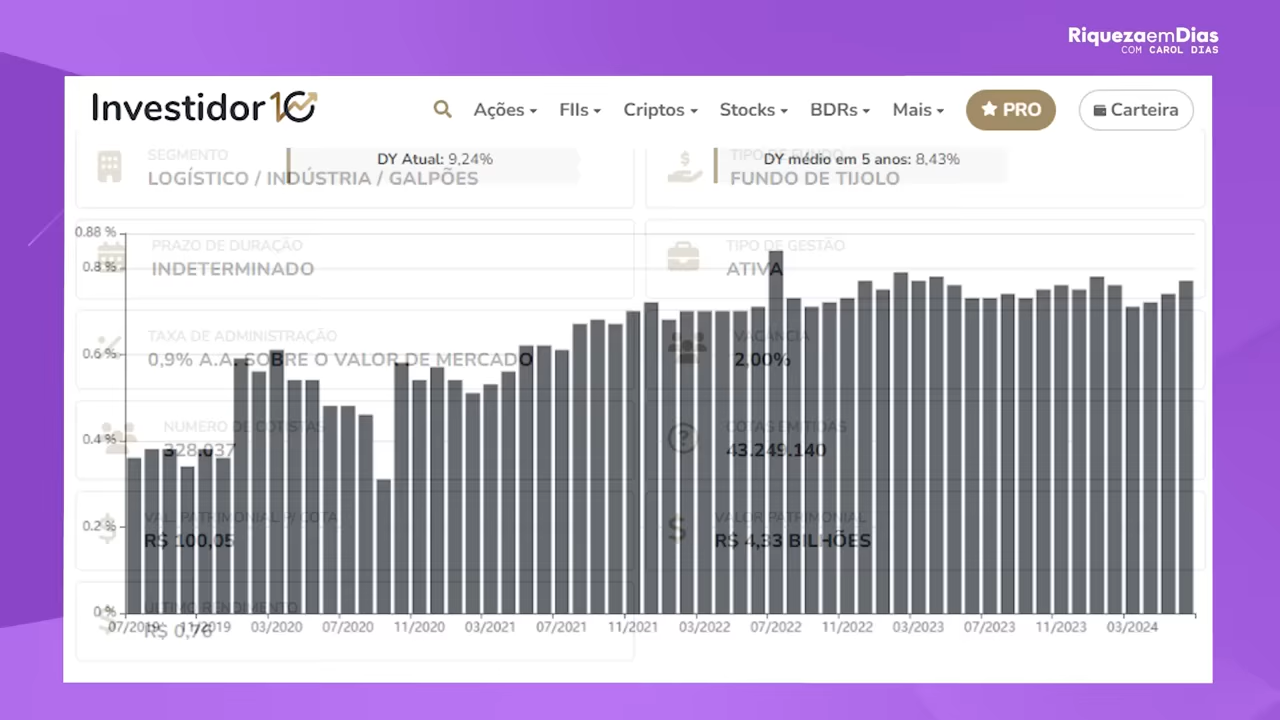 RiquezaemDias
COM CAROL DIAS
Investidor10
Ações
FIIs
Criptos
Stocks
BDRs
Mais
PRO
Carteira
SEGMENTO
LOGÍSTICO / INDÚSTRIA / GALPÕES
DY Atual: 9,24%
TIPO DE FUNDO
FUNDO DE TIJOLO
DY médio em 5 anos: 8,43%
PRAZO DE DURAÇÃO
INDETERMINADO
TIPO DE GESTÃO
ATIVA
TAXA DE ADMINISTRAÇÃO
0,9% A.A. SOBRE O VALOR DE MERCADO
VACÂNCIA
2,00%
NUMERO DE COTISTAS
328.037
COTAS EMITIDAS
43.249.140
VAL. PATRIMONIAL P/ COTA
R$ 100,05
VALOR PATRIMONIAL
R$ 4,33 BILHÕES
ÚLTIMO RENDIMENTO
R$ 0,76
0.88 %
0.8 %
0.6 %
0.4 %
0.2 %
0 %
07/2019
11/2019
03/2020
07/2020
11/2020
03/2021
07/2021
11/2021
03/2022
07/2022
11/2022
03/2023
07/2023
11/2023
03/2024